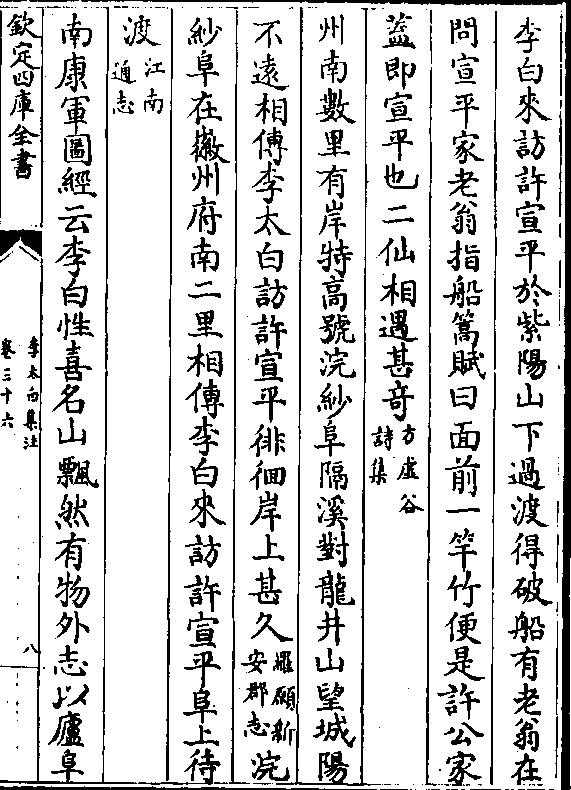 李白來訪許宣平於紫陽山下過渡得破船有老翁在
問宣平家老翁指船篙賦曰面前一竿竹便是許公家
葢即宣平也二仙相遇甚竒方虛谷詩集
州南數里有岸特高號浣紗阜隔溪對龍井山望城陽
不遠相傳李太白訪許宣平徘徊岸上甚久羅願新安郡志浣
紗阜在徽州府南二里相傳李白來訪許宣平阜上待
渡江南通志
南康軍圖經云李白性喜名山飄然有物外志以廬阜
欽定四庫全書
李太白集注
卷三十六
八